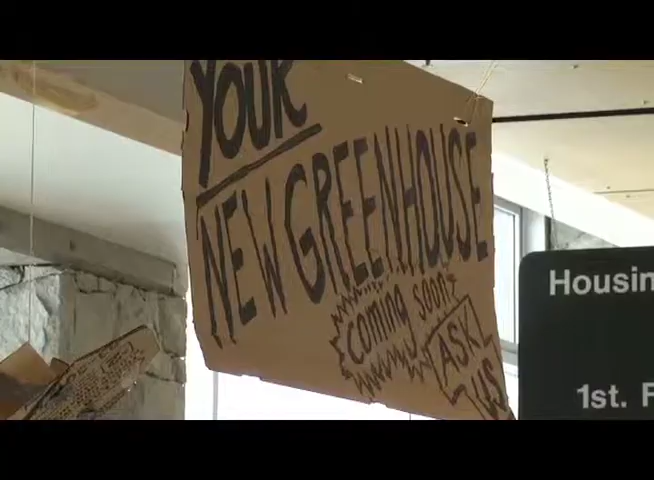 YOUR
NEW GREENHOUSE
coming soon
ASK
US
Housin
1st. F